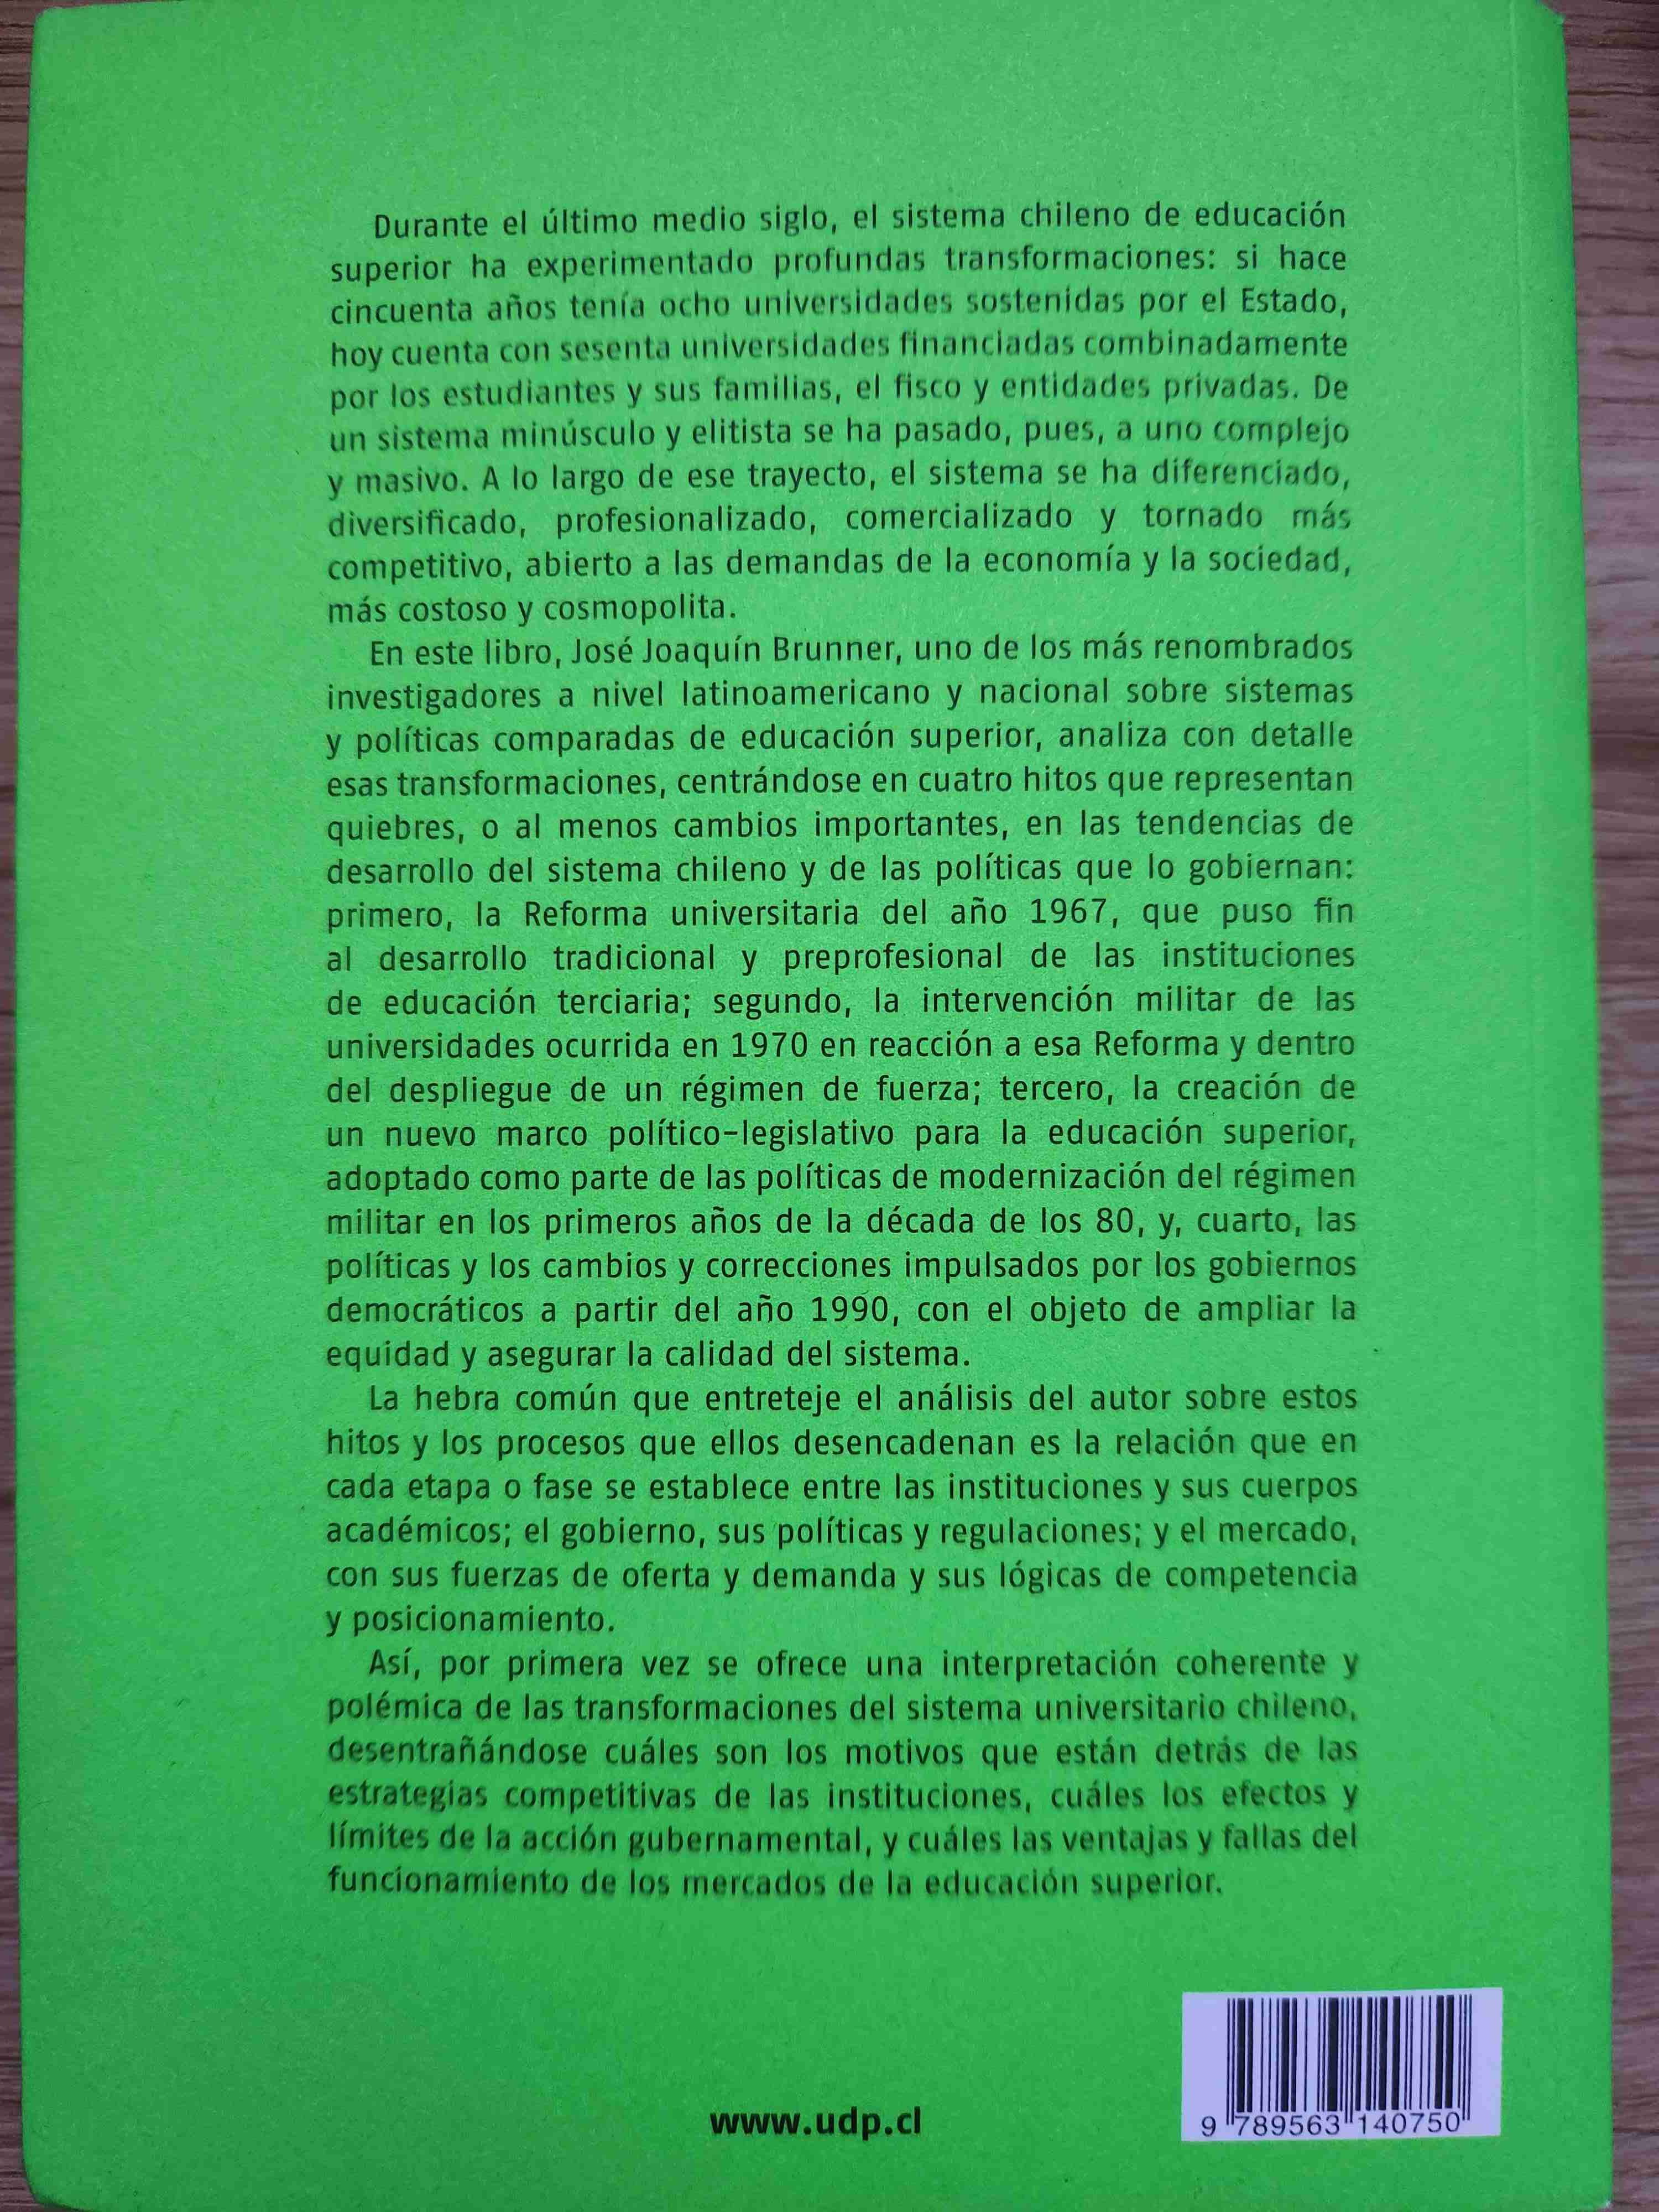 Durante el último medio siglo, el sistema chileno de educación
superior ha experimentado profundas transformaciones: si hace
cincuenta años tenía ocho universidades sostenidas por el Estado,
hoy cuenta con sesenta universidades financiadas combinadamente
por los estudiantes y sus familias, el fisco y entidades privadas. De
un sistema minúsculo y elitista se ha pasado, pues, a uno complejo
y masivo. A lo largo de ese trayecto, el sistema se ha diferenciado,
diversificado, profesionalizado, comercializado y tornado más
competitivo, abierto a las demandas de la economía y la sociedad,
más costoso y cosmopolita.
En este libro, José Joaquín Brunner, uno de los más renombrados
investigadores a nivel latinoamericano y nacional sobre sistemas
y políticas comparadas de educación superior, analiza con detalle
esas transformaciones, centrándose en cuatro hitos que representan
quiebres, o al menos cambios importantes, en las tendencias de
desarrollo del sistema chileno y de las políticas que lo gobiernan:
primero, la Reforma universitaria del año 1967, que puso fin
al desarrollo tradicional y preprofesional de las instituciones
de educación terciaria; segundo, la intervención militar de las
universidades ocurrida en 1970 en reacción a esa Reforma y dentro
del despliegue de un régimen de fuerza; tercero, la creación de
un nuevo marco político-legislativo para la educación superior,
adoptado como parte de las políticas de modernización del régimen
militar en los primeros años de la década de los 80, y, cuarto, las
políticas y los cambios y correcciones impulsados por los gobiernos
democráticos a partir del año 1990, con el objeto de ampliar la
equidad y asegurar la calidad del sistema.
La hebra común que entreteje el análisis del autor sobre estos
hitos y los procesos que ellos desencadenan es la relación que en
cada etapa o fase se establece entre las instituciones y sus cuerpos
académicos; el gobierno, sus políticas y regulaciones; y el mercado,
con sus fuerzas de oferta y demanda y sus lógicas de competencia
y posicionamiento.
Así, por primera vez se ofrece una interpretación coherente y
polémica de las transformaciones del sistema universitario chileno,
desentrañándose cuáles son los motivos que están detrás de las
estrategias competitivas de las instituciones, cuáles los efectos y
límites de la acción gubernamental, y cuáles las ventajas y fallas del
funcionamiento de los mercados de la educación superior.
www.udp.cl
9 789563 140750